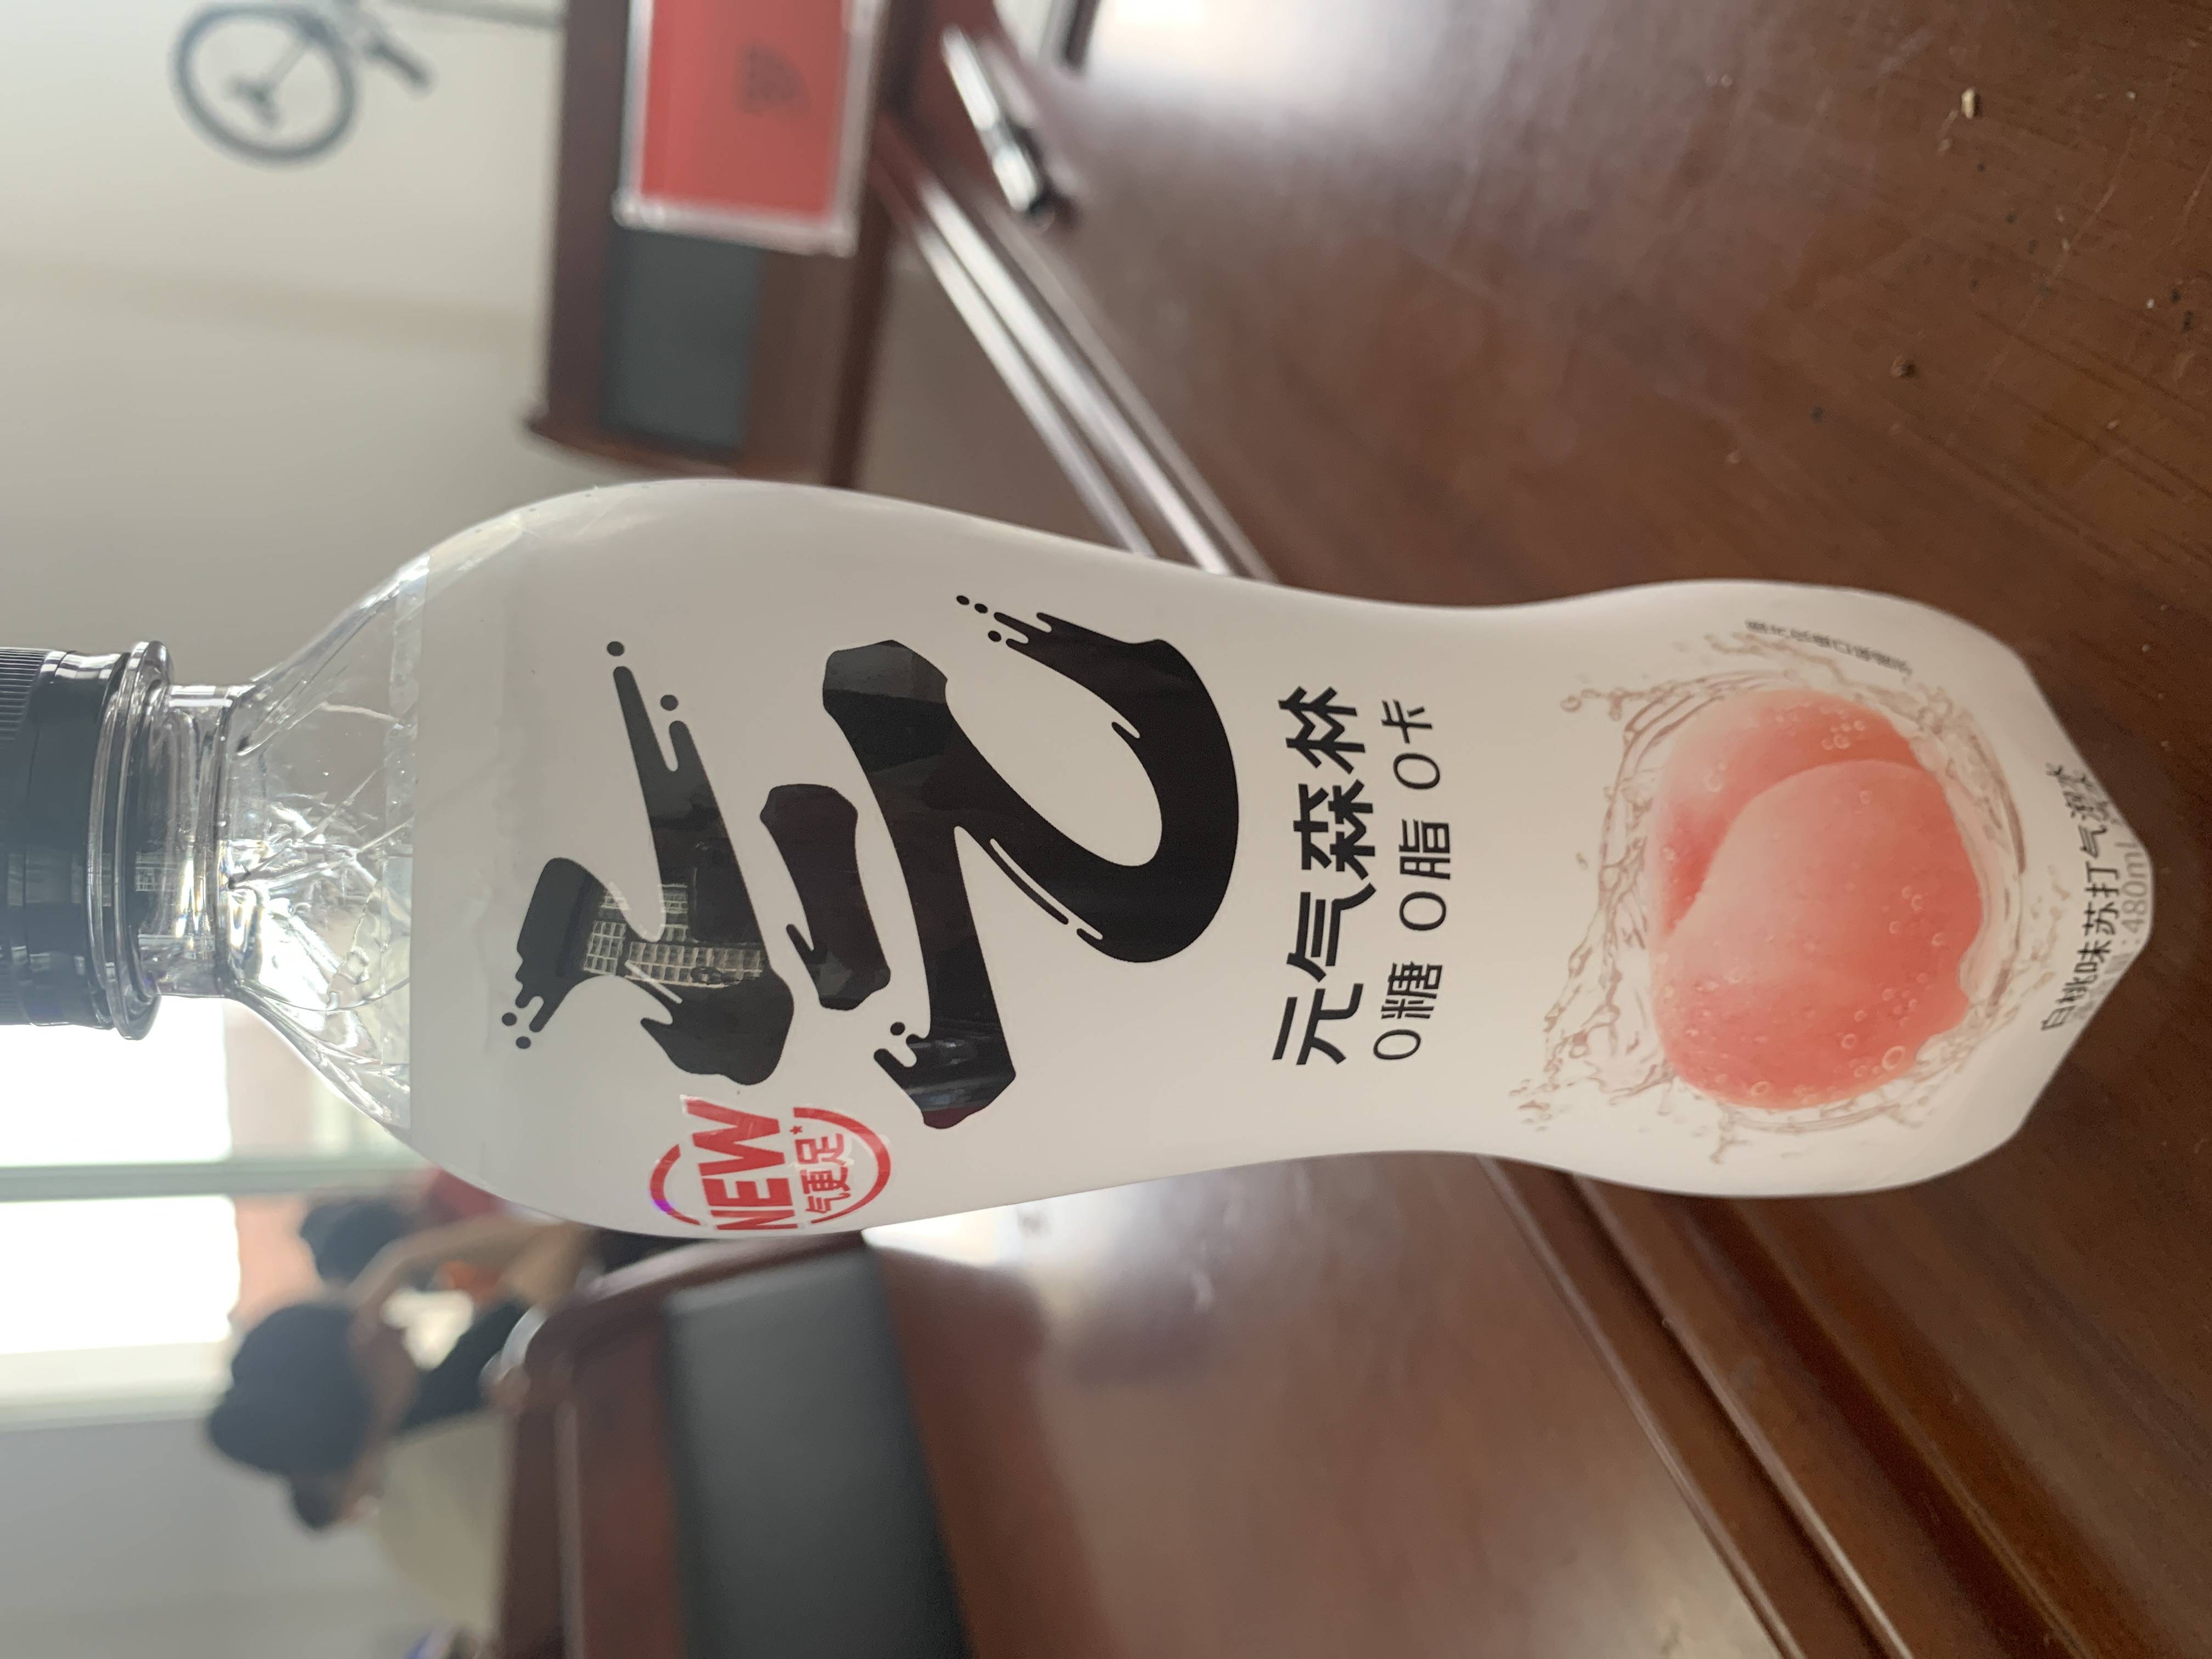 气
NEW
气更足*
元气森林
0糖 0脂 0卡
白桃味苏打气泡水
480mL